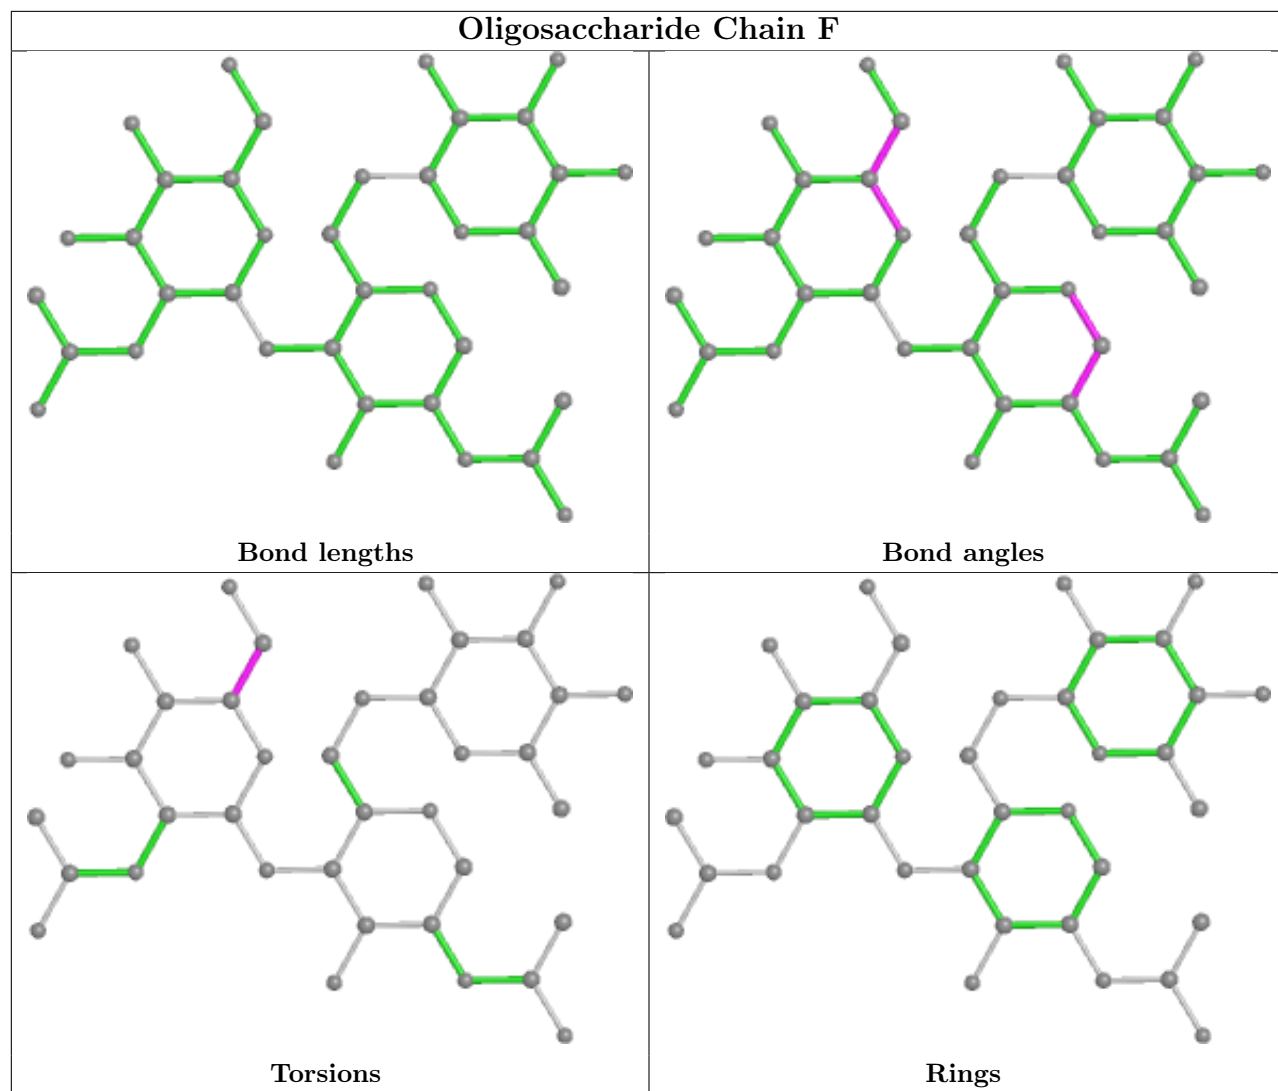 Oligosaccharide Chain F
Bond lengths
Bond angles
Torsions
Rings